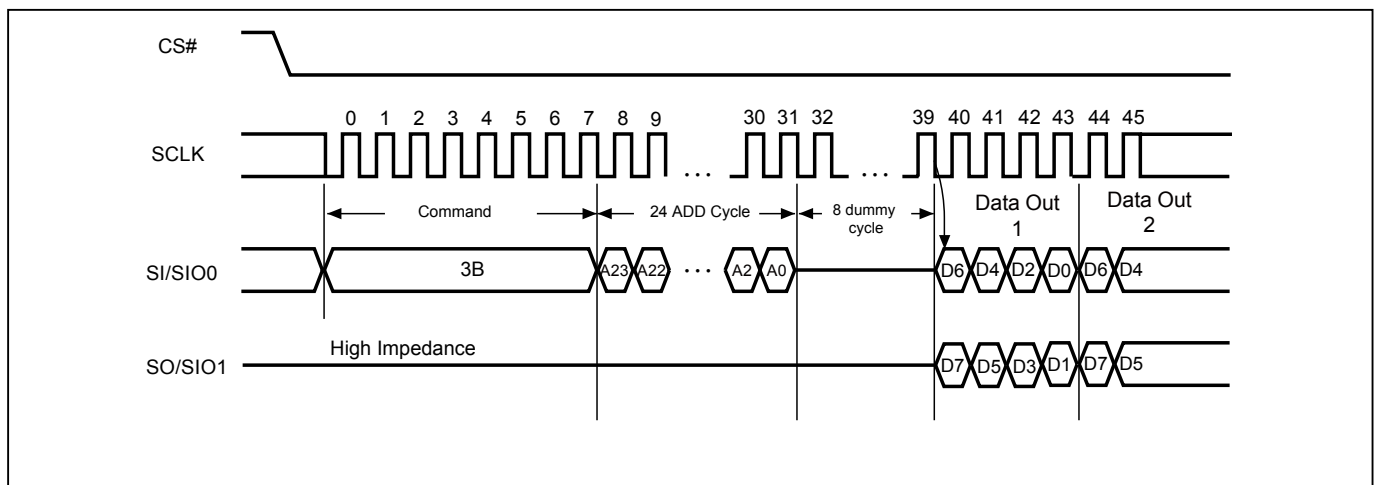 CS#
0 1 2 3 4 5 6 7 8 9 30 31 32 39 40 41 42 43 44 45
SCLK
... ...
Command 24 ADD Cycle 8 dummy cycle Data Out 1 Data Out 2
SI/SIO0 3B A23 A22 ... A2 A0 D6 D4 D2 D0 D6 D4
High Impedance
SO/SIO1 D7 D5 D3 D1 D7 D5